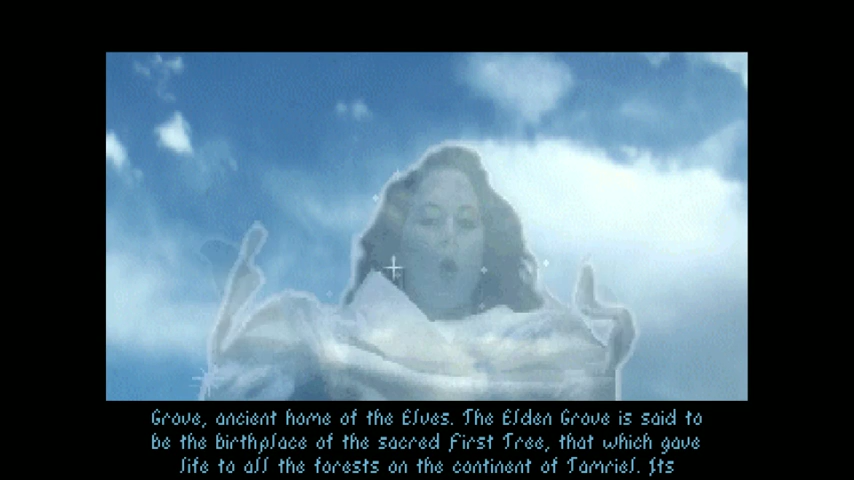 Grove, ancient home of the Elves. The Elden Grove is said to
be the birthplace of the sacred First Tree, that which gave
life to all the forests on the continent of Tamriel. Its